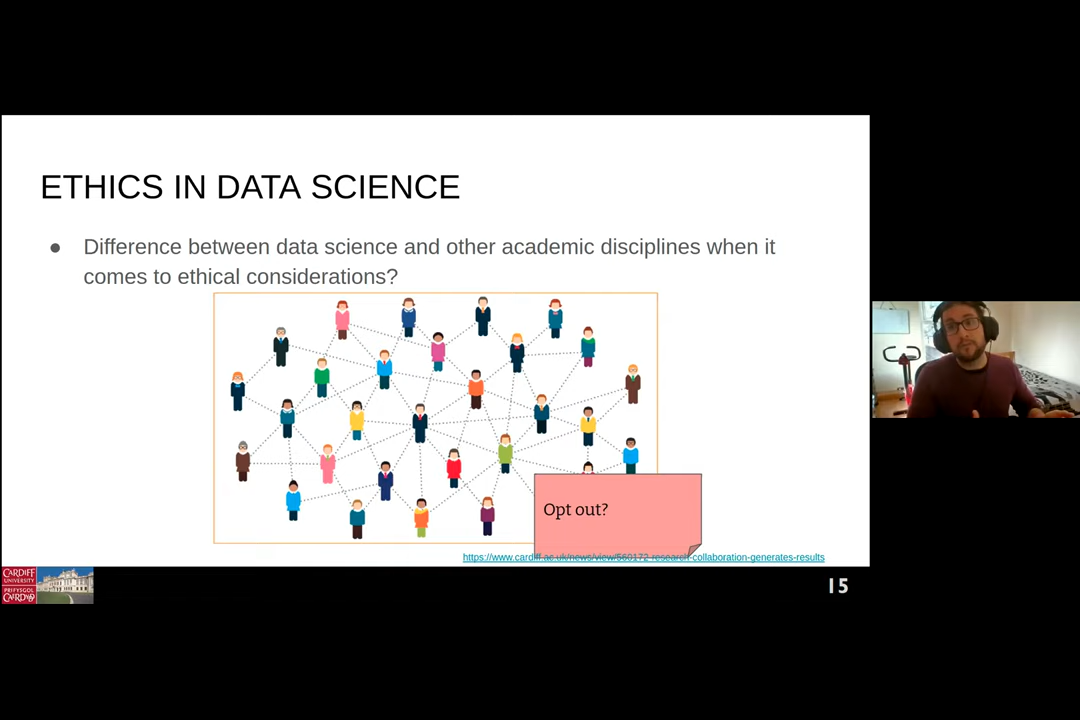 ETHICS IN DATA SCIENCE
● Difference between data science and other academic disciplines when it
comes to ethical considerations?
Opt out?
https://www.cardiff.ac.uk/news/view/560172-research-collaboration-generates-results
CARDIFF
UNIVERSITY
PRIFYSGOL
CAERDYDD
15